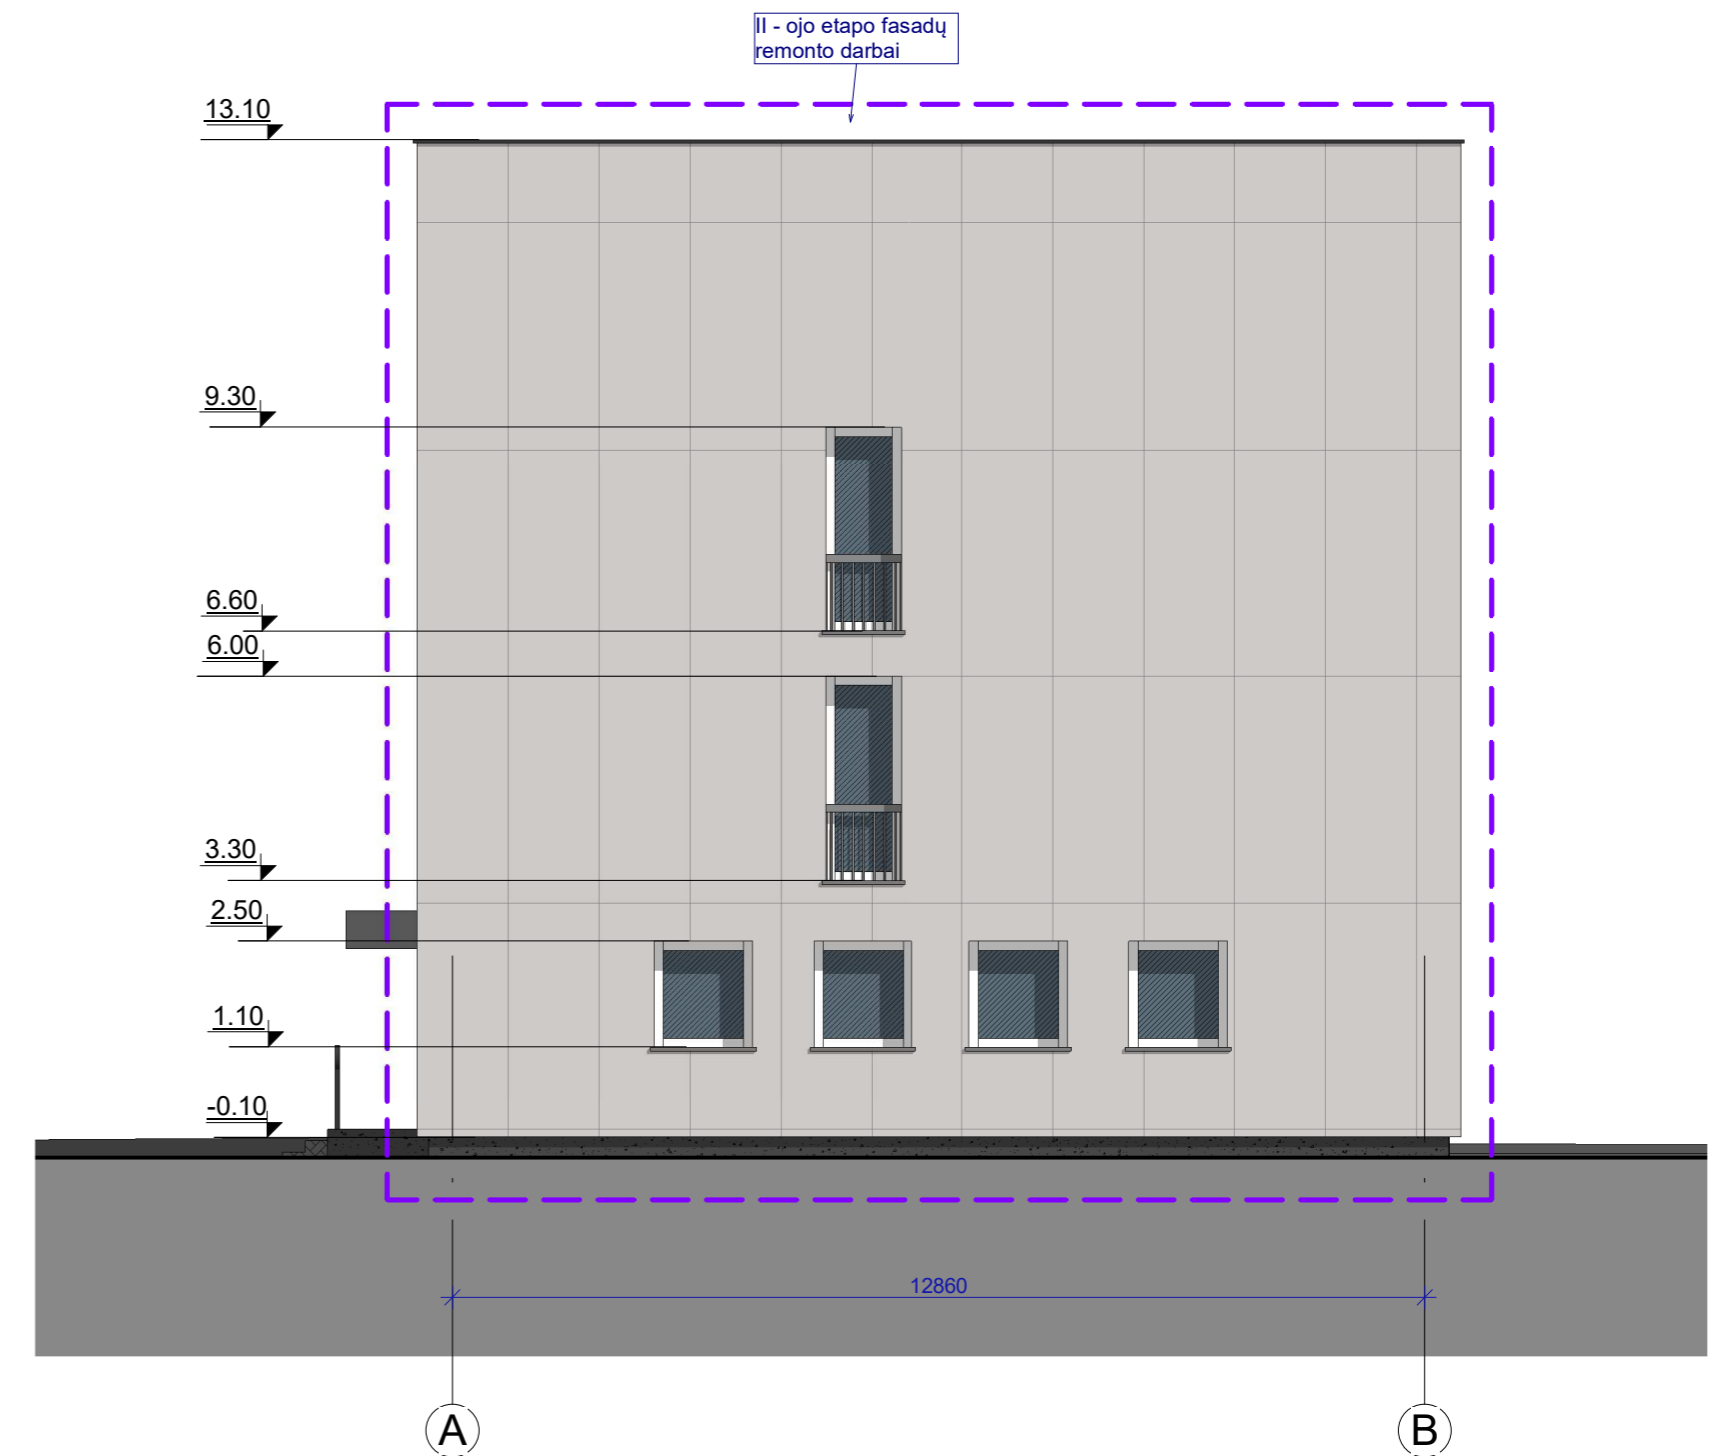 II - ojo etapo fasadų
remonto darbai
13.10
9.30
6.60
6.00
3.30
2.50
1.10
-0.10
12860
A
B